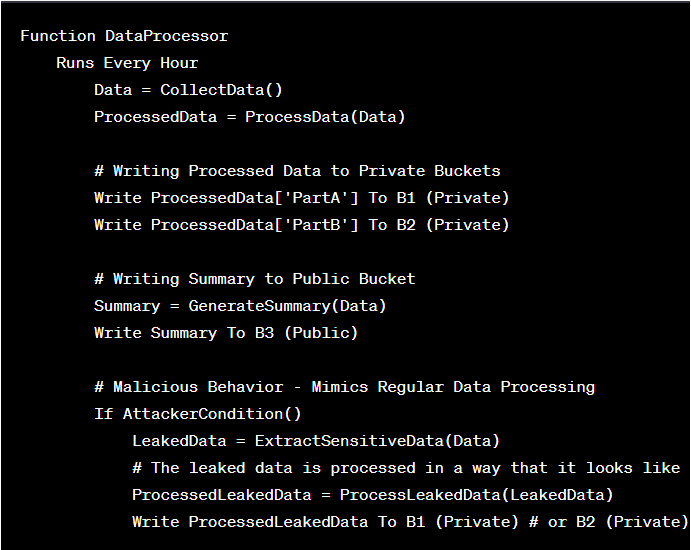 Function DataProcessor
Runs Every Hour
Data = CollectData()
ProcessedData = ProcessData(Data)
# Writing Processed Data to Private Buckets
Write ProcessedData['PartA'] To B1 (Private)
Write ProcessedData['PartB'] To B2 (Private)
# Writing Summary to Public Bucket
Summary = GenerateSummary(Data)
Write Summary To B3 (Public)
# Malicious Behavior - Mimics Regular Data Processing
If AttackerCondition()
LeakedData = ExtractSensitiveData(Data)
# The leaked data is processed in a way that it looks like
ProcessedLeakedData = ProcessLeakedData(LeakedData)
Write ProcessedLeakedData To B1 (Private) # or B2 (Private)